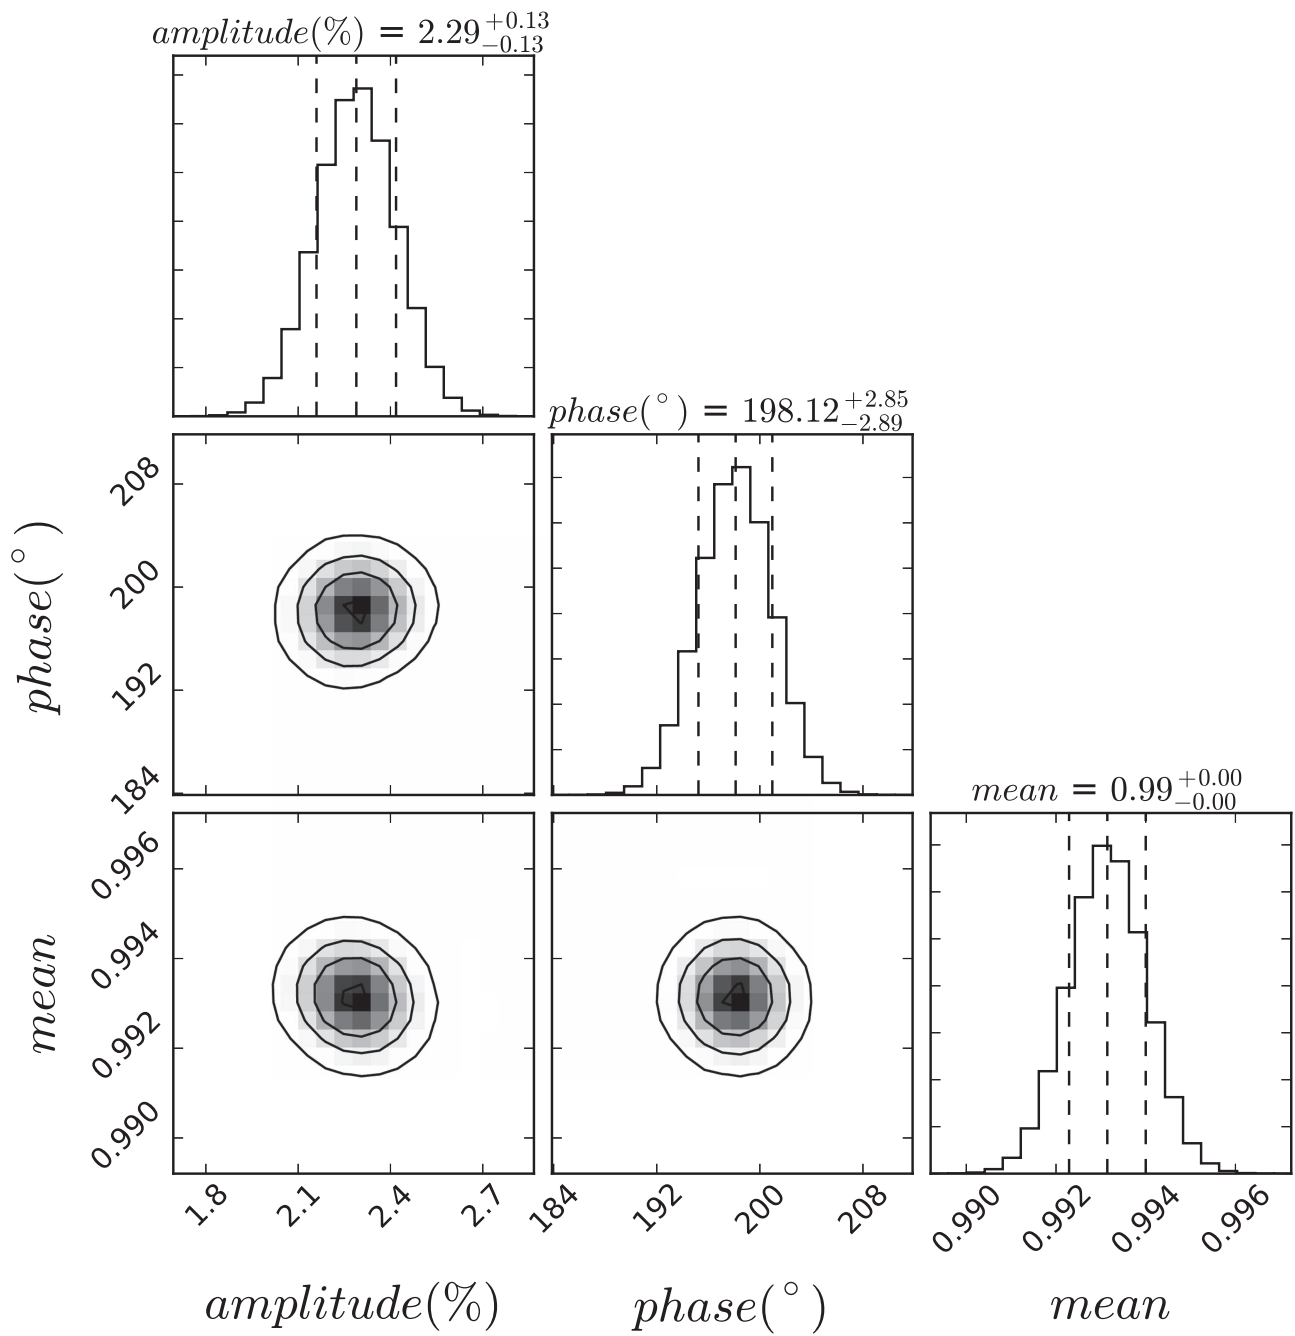 amplitude(%) = 2.29 +0.13 −0.13
phase(°) = 198.12 +2.85 −2.89
208
200
192
184
phase(°)
mean = 0.99 +0.00 −0.00
0.996
0.994
0.992
0.990
mean
1.8 2.1 2.4 2.7 184 192 200 208 0.990 0.992 0.994 0.996
amplitude(%) phase(°) mean